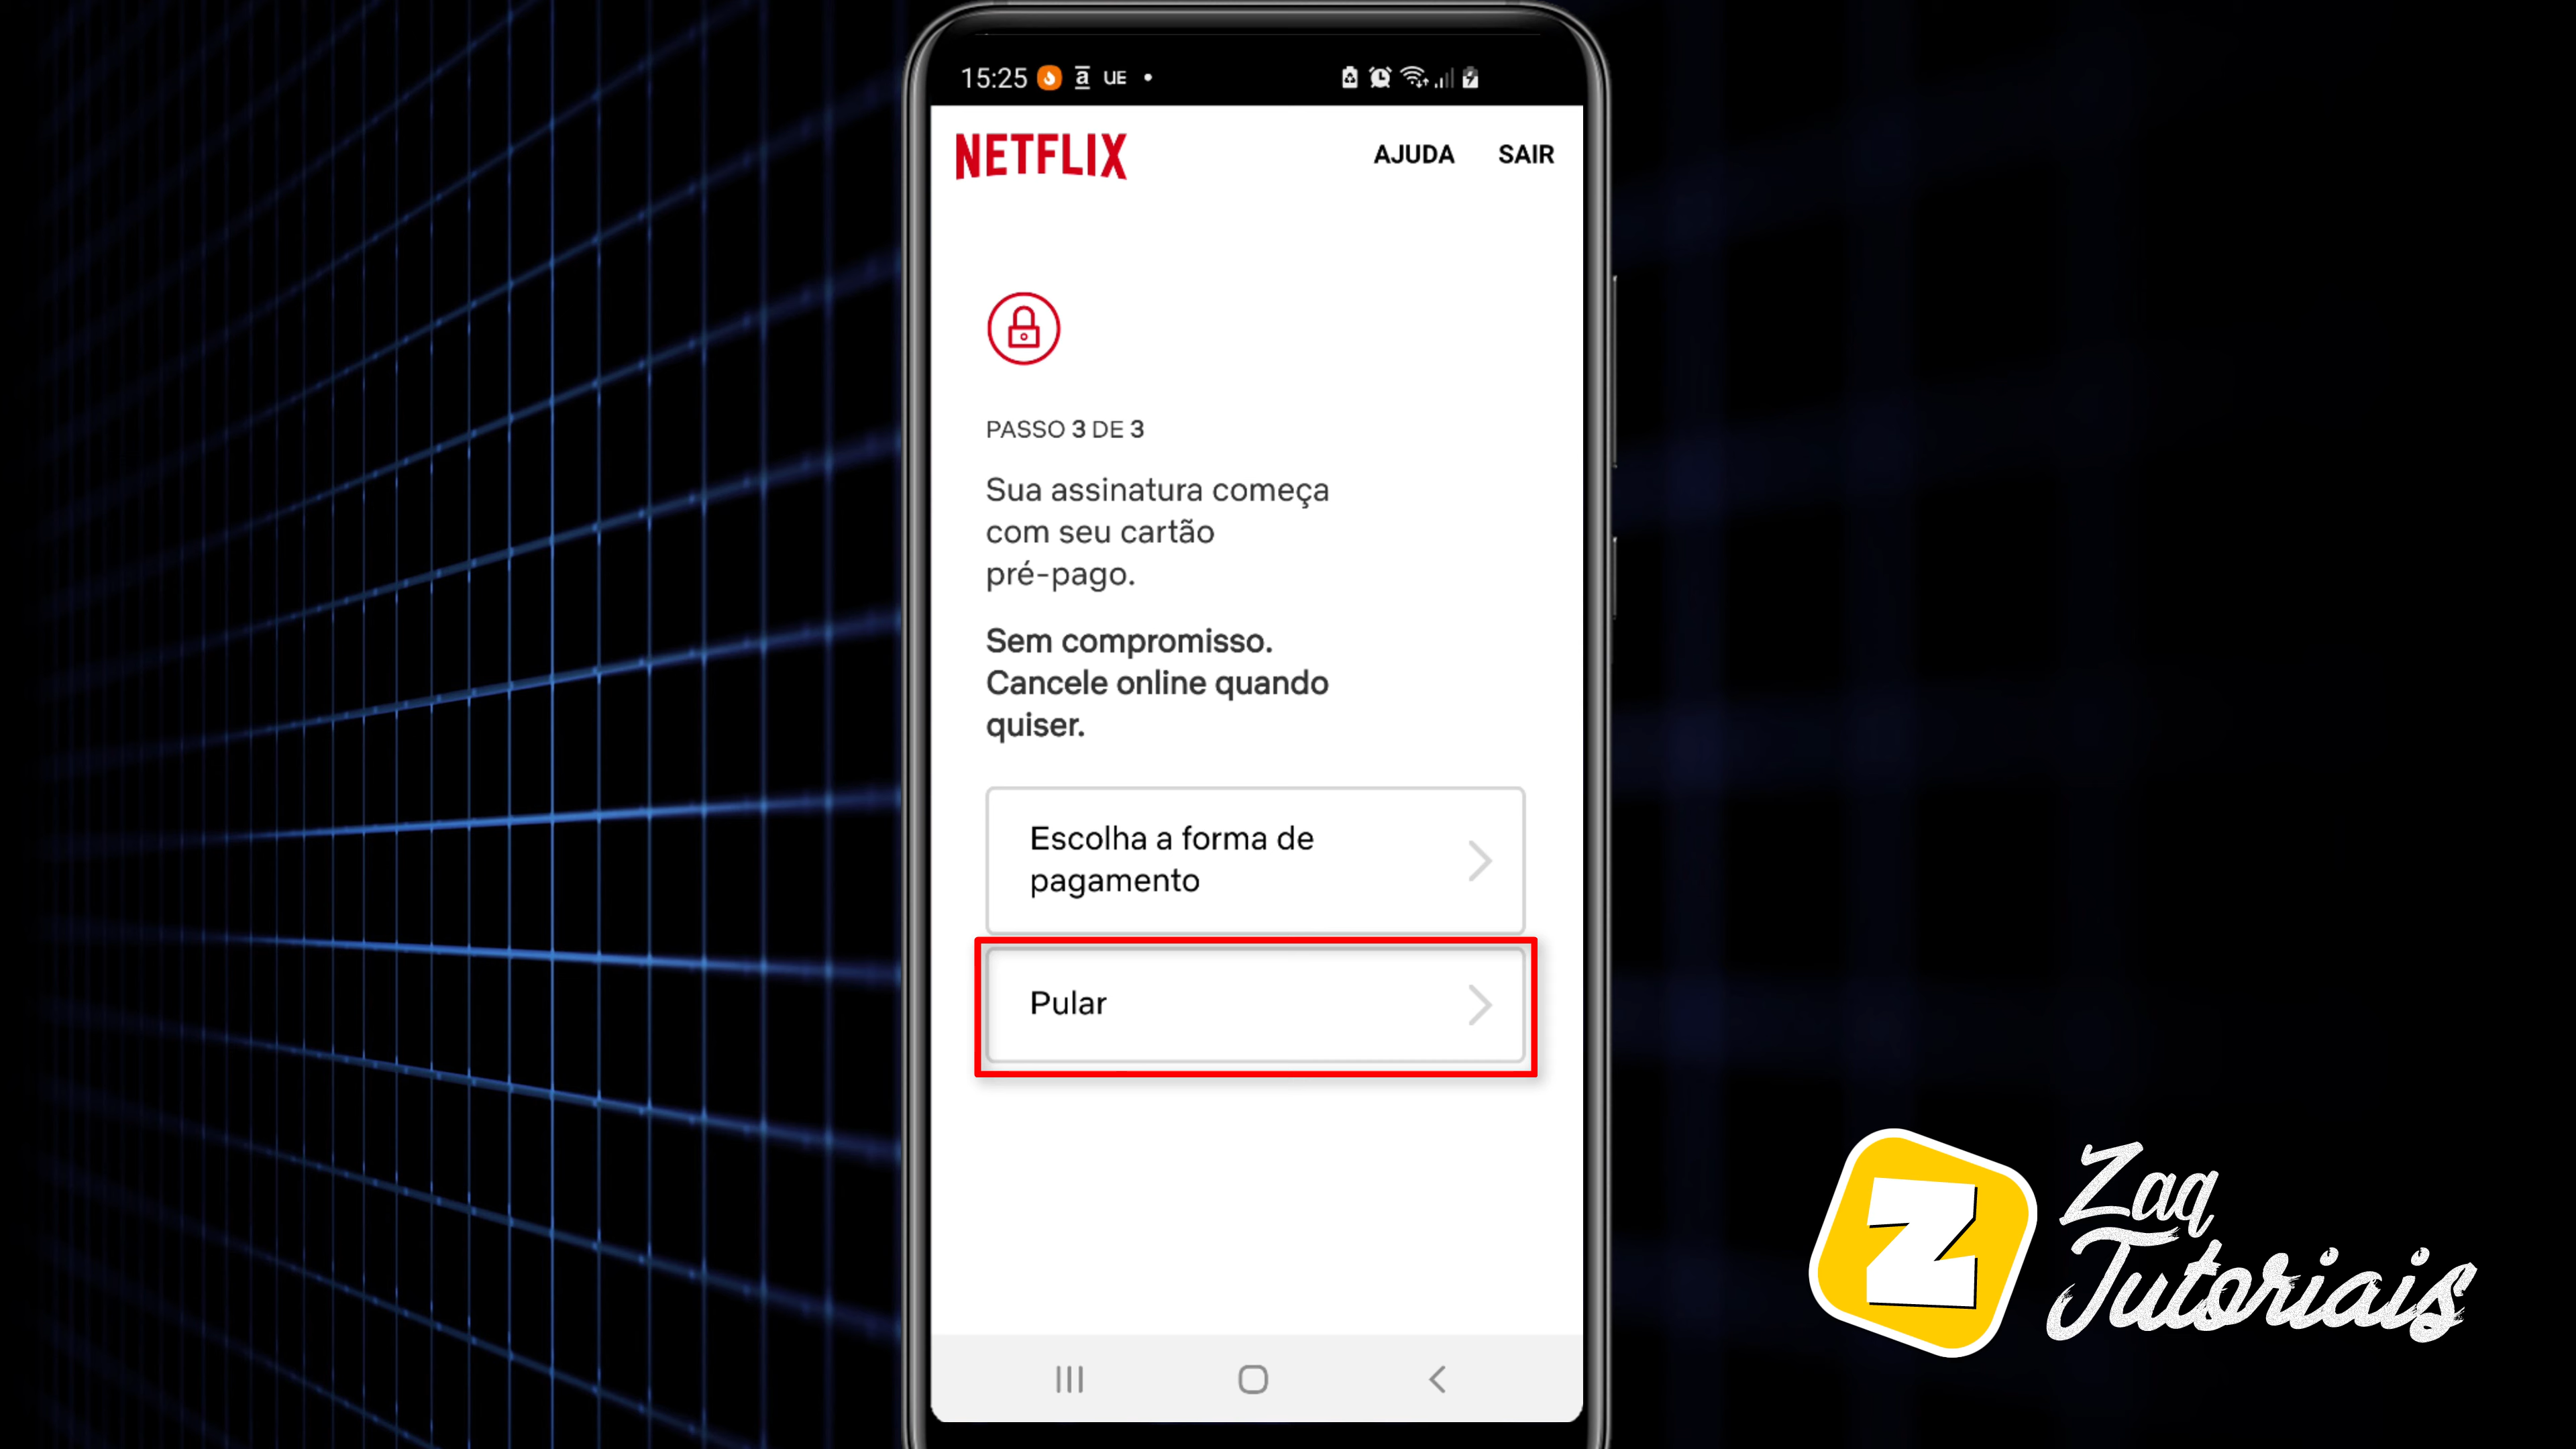 15:25 a UE
NETFLIX
AJUDA SAIR
PASSO 3 DE 3
Sua assinatura começa
com seu cartão
pré-pago.
Sem compromisso.
Cancele online quando
quiser.
Escolha a forma de
pagamento
Pular
Z
Zaq
Tutoriais